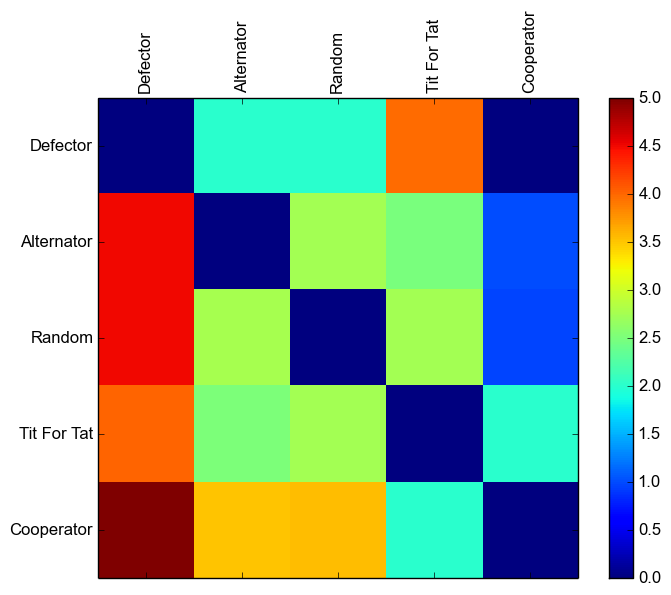 Defector
Alternator
Random
Tit For Tat
Cooperator
Defector
Alternator
Random
Tit For Tat
Cooperator
5.0
4.5
4.0
3.5
3.0
2.5
2.0
1.5
1.0
0.5
0.0